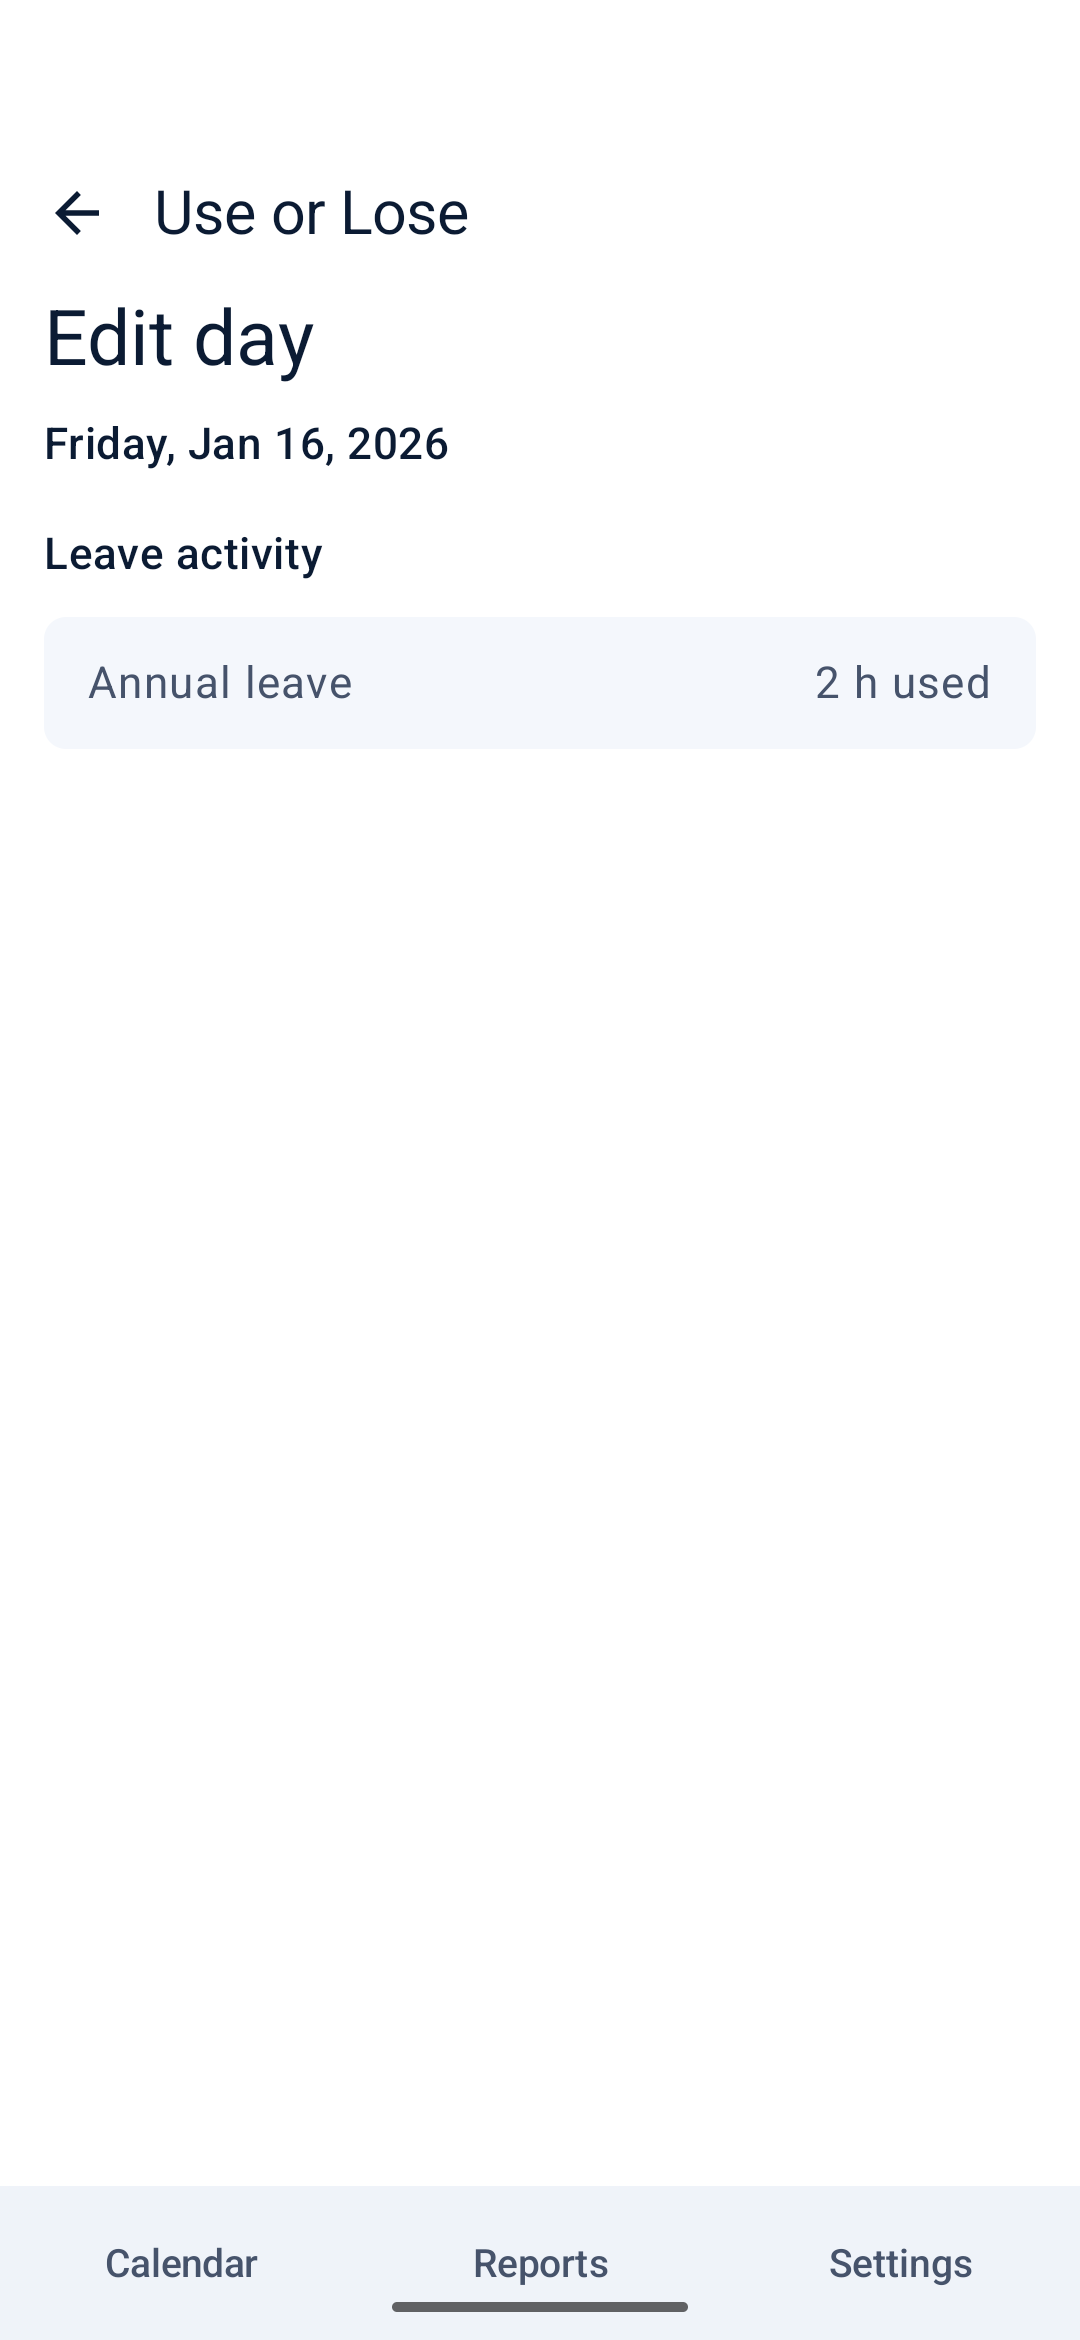 Use or Lose
Edit day
Friday, Jan 16, 2026
Leave activity
Annual leave 2 h used
Calendar Reports Settings